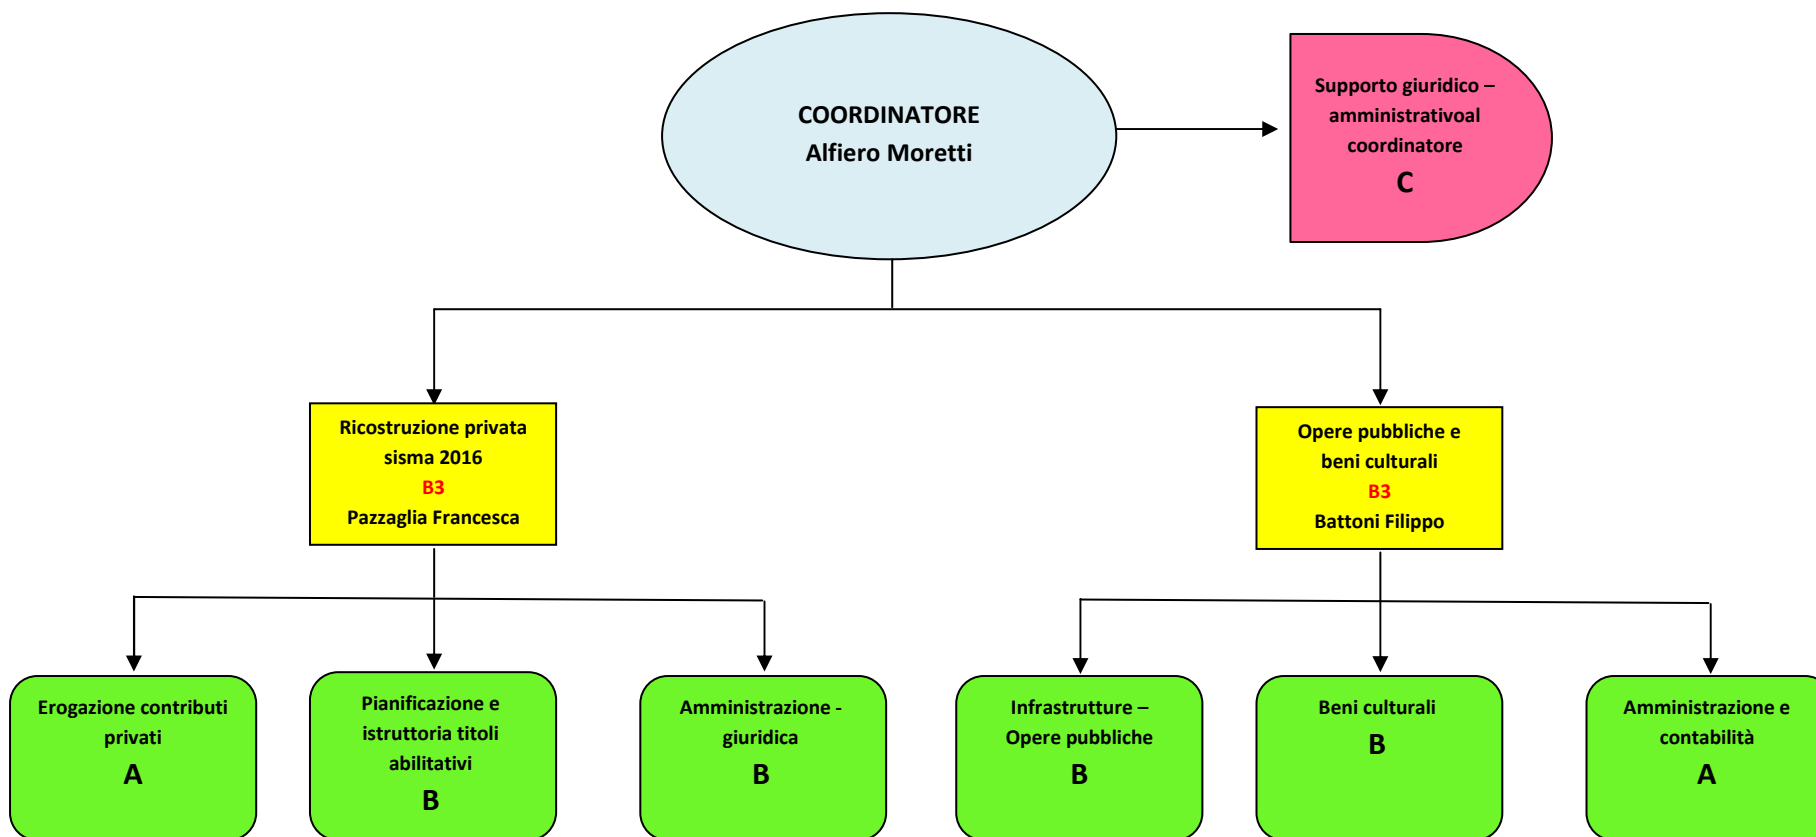 COORDINATORE
Alfiero Moretti
Supporto giuridico –
amministrativoal
coordinatore
C
Ricostruzione privata
sisma 2016
B3
Pazzaglia Francesca
Opere pubbliche e
beni culturali
B3
Battoni Filippo
Erogazione contributi
privati
A
Pianificazione e
istruttoria titoli
abilitativi
B
Amministrazione -
giuridica
B
Infrastrutture –
Opere pubbliche
B
Beni culturali
B
Amministrazione e
contabilità
A